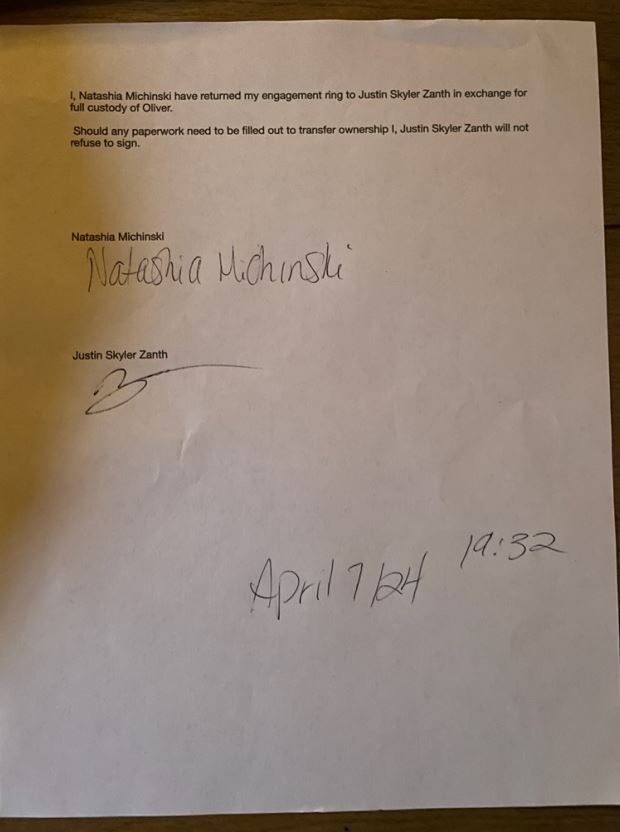 I, Natashia Michinski have returned my engagement ring to Justin Skyler Zanth in exchange for
full custody of Oliver.
Should any paperwork need to be filled out to transfer ownership I, Justin Skyler Zanth will not
refuse to sign.
Natashia Michinski
Natashia Michinski
Justin Skyler Zanth
April 7/24 19:32